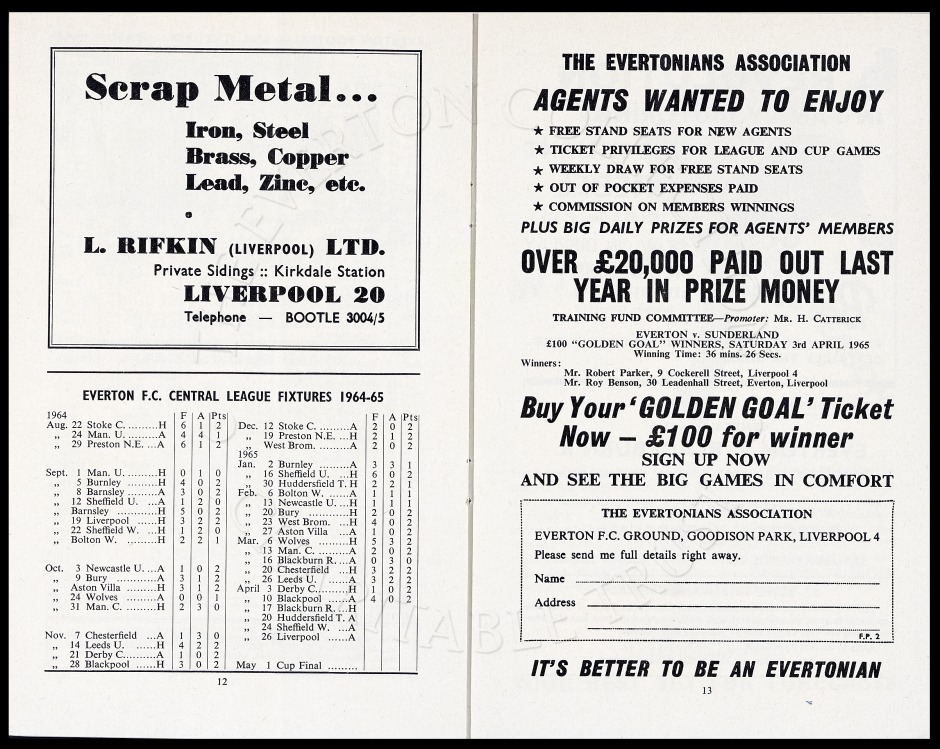 Scrap Metal...
Iron, Steel
Brass, Copper
Lead, Zinc, etc.
L. RIFKIN (LIVERPOOL) LTD.
Private Sidings :: Kirkdale Station
LIVERPOOL 20
Telephone — BOOTLE 3004/5
EVERTON F.C. CENTRAL LEAGUE FIXTURES 1964-65
1964 F A Pts
Aug. 22 Stoke C. .........H 6 1 2
„ 24 Man. U. ...........A 4 4 1
„ 29 Preston N.E. ...A 6 1 2
Sept. 1 Man. U. ...........H 0 1 0
„ 5 Burnley ...........H 4 0 2
„ 8 Barnsley .........A 3 0 2
„ 12 Sheffield U. ...A 1 2 0
„ Barnsley .........H 5 0 2
„ 19 Liverpool .......H 3 2 2
„ 22 Sheffield W. ...H 1 2 0
„ Bolton W. .......H 2 2 1
Oct. 3 Newcastle U. ...A 1 0 2
„ 9 Bury ..............A 3 1 2
„ Aston Villa ......H 3 1 2
„ 24 Wolves ...........A 0 0 1
„ 31 Man. C. ..........H 2 3 0
Nov. 7 Chesterfield ...A 1 3 0
„ 14 Leeds U. .........H 4 2 2
„ 21 Derby C...........A 1 0 2
„ 28 Blackpool ......H 3 0 2
F A Pts
Dec. 12 Stoke C. .........A 2 0 2
„ 19 Preston N.E. ...H 2 1 2
West Brom. ......A 2 0 2
1965
Jan. 2 Burnley ...........A 3 3 1
„ 16 Sheffield U. ...H 6 0 2
„ 30 Huddersfield T. H 2 2 1
Feb. 6 Bolton W. .......A 1 1 1
„ 13 Newcastle U. ...H 1 1 1
„ 20 Bury ..............A 2 0 2
„ 23 West Brom. .....H 4 0 2
„ 27 Aston Villa .....A 1 0 2
Mar. 6 Wolves ...........H 5 3 2
„ 13 Man. C. ..........A 2 0 2
„ 16 Blackburn R. ...A 0 3 0
„ 20 Chesterfield ...H 3 2 2
„ 26 Leeds U. .........A 3 2 2
April 3 Derby C...........H 1 0 2
„ 10 Blackpool .......A 4 0 2
„ 17 Blackburn R. ...H
„ 20 Huddersfield T. A
„ 24 Sheffield W. ...A
„ 26 Liverpool .......A
May 1 Cup Final .........
12
THE EVERTONIANS ASSOCIATION
AGENTS WANTED TO ENJOY
★ FREE STAND SEATS FOR NEW AGENTS
★ TICKET PRIVILEGES FOR LEAGUE AND CUP GAMES
★ WEEKLY DRAW FOR FREE STAND SEATS
★ OUT OF POCKET EXPENSES PAID
★ COMMISSION ON MEMBERS WINNINGS
PLUS BIG DAILY PRIZES FOR AGENTS' MEMBERS
OVER £20,000 PAID OUT LAST
YEAR IN PRIZE MONEY
TRAINING FUND COMMITTEE—Promoter: MR. H. CATTERICK
EVERTON v. SUNDERLAND
£100 "GOLDEN GOAL" WINNERS, SATURDAY 3rd APRIL 1965
Winning Time: 36 mins. 26 Secs.
Winners:
Mr. Robert Parker, 9 Cockerell Street, Liverpool 4
Mr. Roy Benson, 30 Leadenhall Street, Everton, Liverpool
Buy Your 'GOLDEN GOAL' Ticket
Now – £100 for winner
SIGN UP NOW
AND SEE THE BIG GAMES IN COMFORT
THE EVERTONIANS ASSOCIATION
EVERTON F.C. GROUND, GOODISON PARK, LIVERPOOL 4
Please send me full details right away.
Name
Address
F.P. 2
IT'S BETTER TO BE AN EVERTONIAN
13